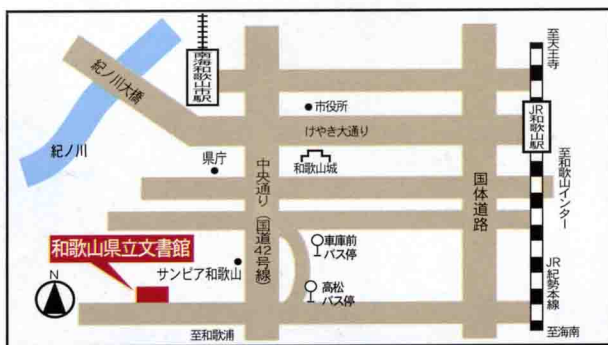 至天王寺
南海和歌山市駅
紀ノ川大橋
市役所
けやき大通り
JR和歌山駅
紀ノ川
県庁
和歌山城
至和歌山インター
中央通り(国道42号線)
国体道路
和歌山県立文書館
車庫前
バス停
サンピア和歌山
N
高松
バス停
JR紀勢本線
至和歌浦
至海南